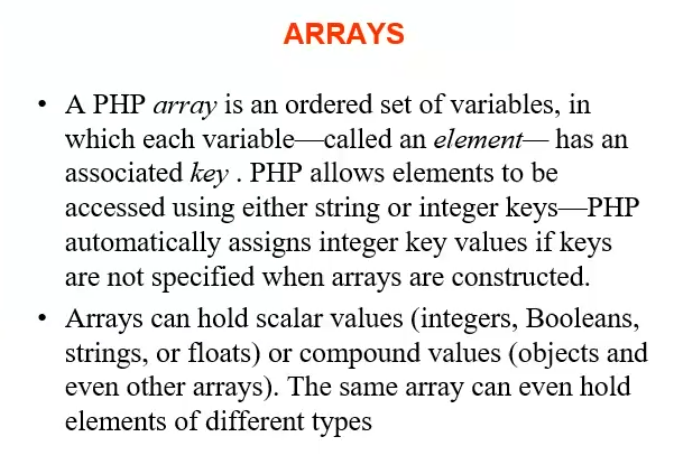 ARRAYS
• A PHP array is an ordered set of variables, in
which each variable—called an element— has an
associated key . PHP allows elements to be
accessed using either string or integer keys—PHP
automatically assigns integer key values if keys
are not specified when arrays are constructed.
• Arrays can hold scalar values (integers, Booleans,
strings, or floats) or compound values (objects and
even other arrays). The same array can even hold
elements of different types